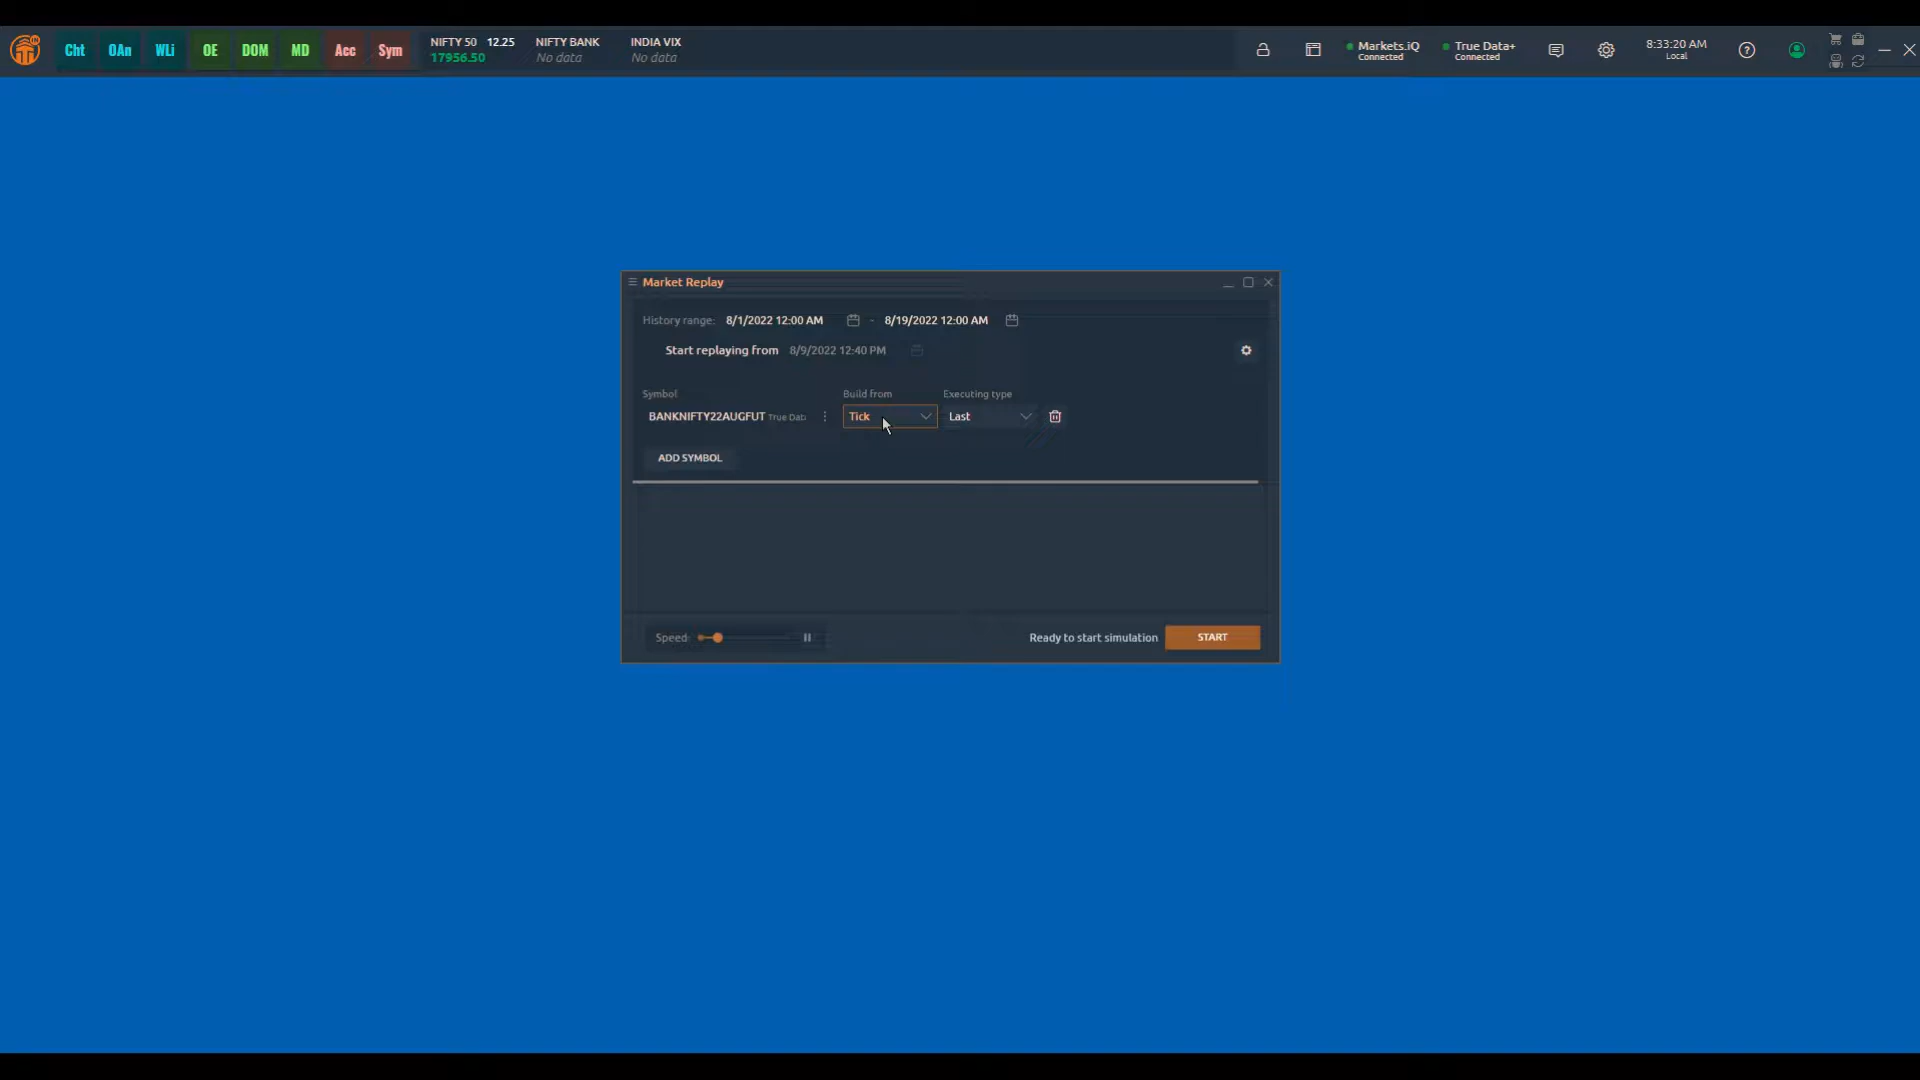 Cht OAn WLi OE DOM MD Acc Sym NIFTY 50 12.25 NIFTY BANK INDIA VIX Markets.iQ True Data+ 8:33:20 AM
17956.50 No data No data Connected Connected Local
Market Replay
History range: 8/1/2022 12:00 AM - 8/19/2022 12:00 AM
Start replaying from 8/9/2022 12:40 PM
Symbol Build from Executing type
BANKNIFTY22AUGFUT True Data Tick Last
ADD SYMBOL
Speed: Ready to start simulation START